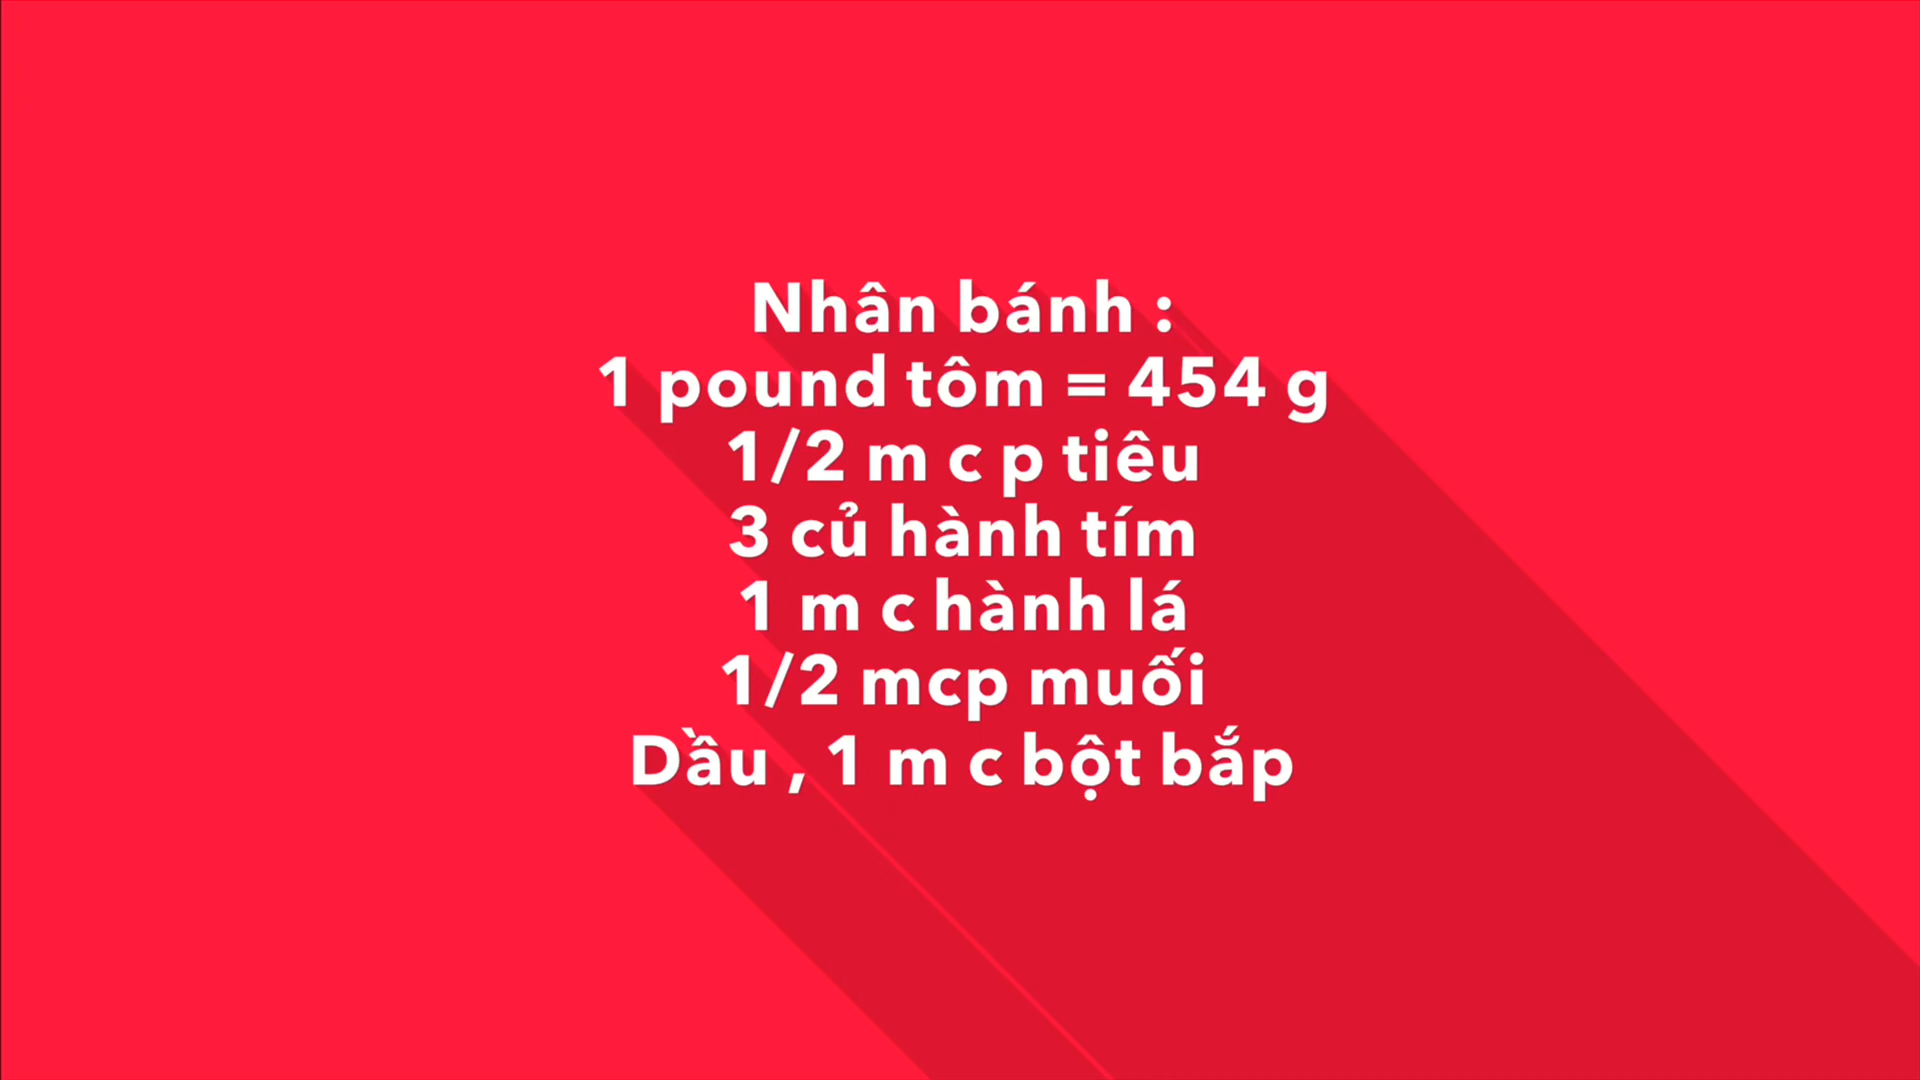 Nhân bánh :
1 pound tôm = 454 g
1/2 m c p tiêu
3 củ hành tím
1 m c hành lá
1/2 mcp muối
Dầu , 1 m c bột bắp